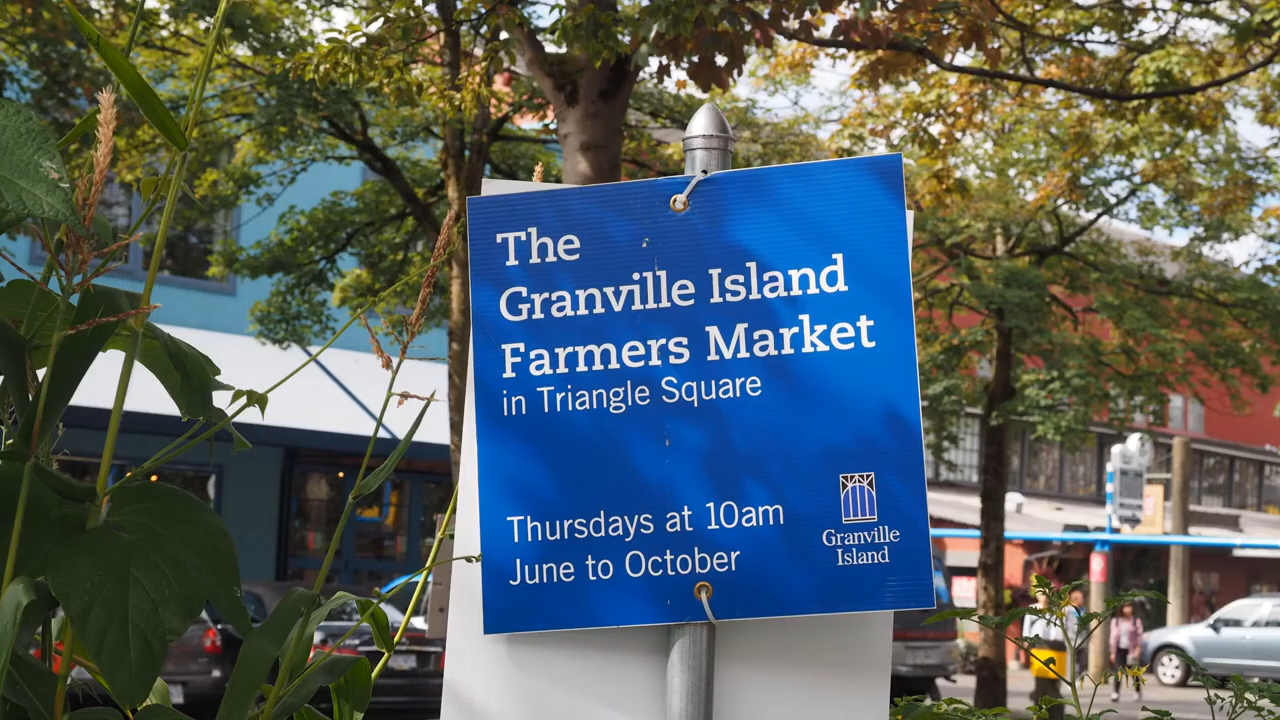 The
Granville Island
Farmers Market
in Triangle Square
Thursdays at 10am
June to October
Granville
Island